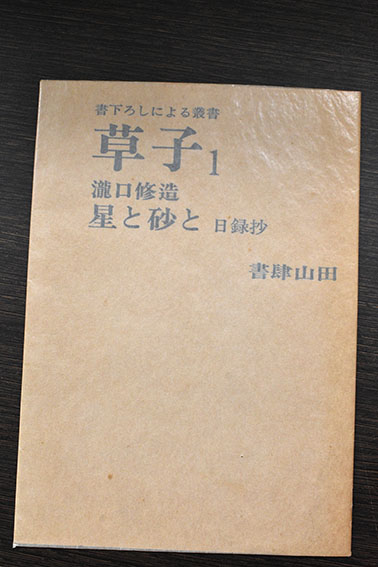 書下ろしによる叢書
草子1
瀧口修造
星と砂と 日録抄
書肆山田